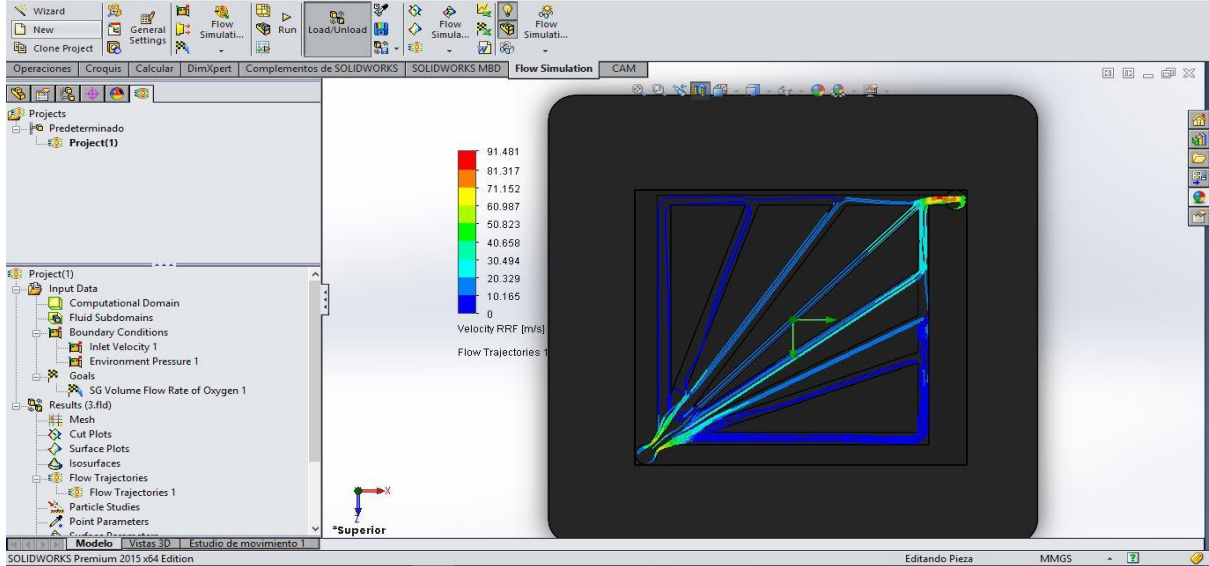 Wizard
New
Clone Project
General
Settings
Flow
Simulati...
Run
Load/Unload
Flow
Simula...
Flow
Simulati...
Operaciones Croquis Calcular DimXpert Complementos de SOLIDWORKS SOLIDWORKS MBD Flow Simulation CAM
Projects
Predeterminado
Project(1)
Project(1)
Input Data
Computational Domain
Fluid Subdomains
Boundary Conditions
Inlet Velocity 1
Environment Pressure 1
Goals
SG Volume Flow Rate of Oxygen 1
Results (3.fld)
Mesh
Cut Plots
Surface Plots
Isosurfaces
Flow Trajectories
Flow Trajectories 1
Particle Studies
Point Parameters
91.481
81.317
71.152
60.987
50.823
40.658
30.494
20.329
10.165
0
Velocity RRF [m/s]
Flow Trajectories 1
X
Z
*Superior
Modelo Vistas 3D Estudio de movimiento 1
SOLIDWORKS Premium 2015 x64 Edition Editando Pieza MMGS